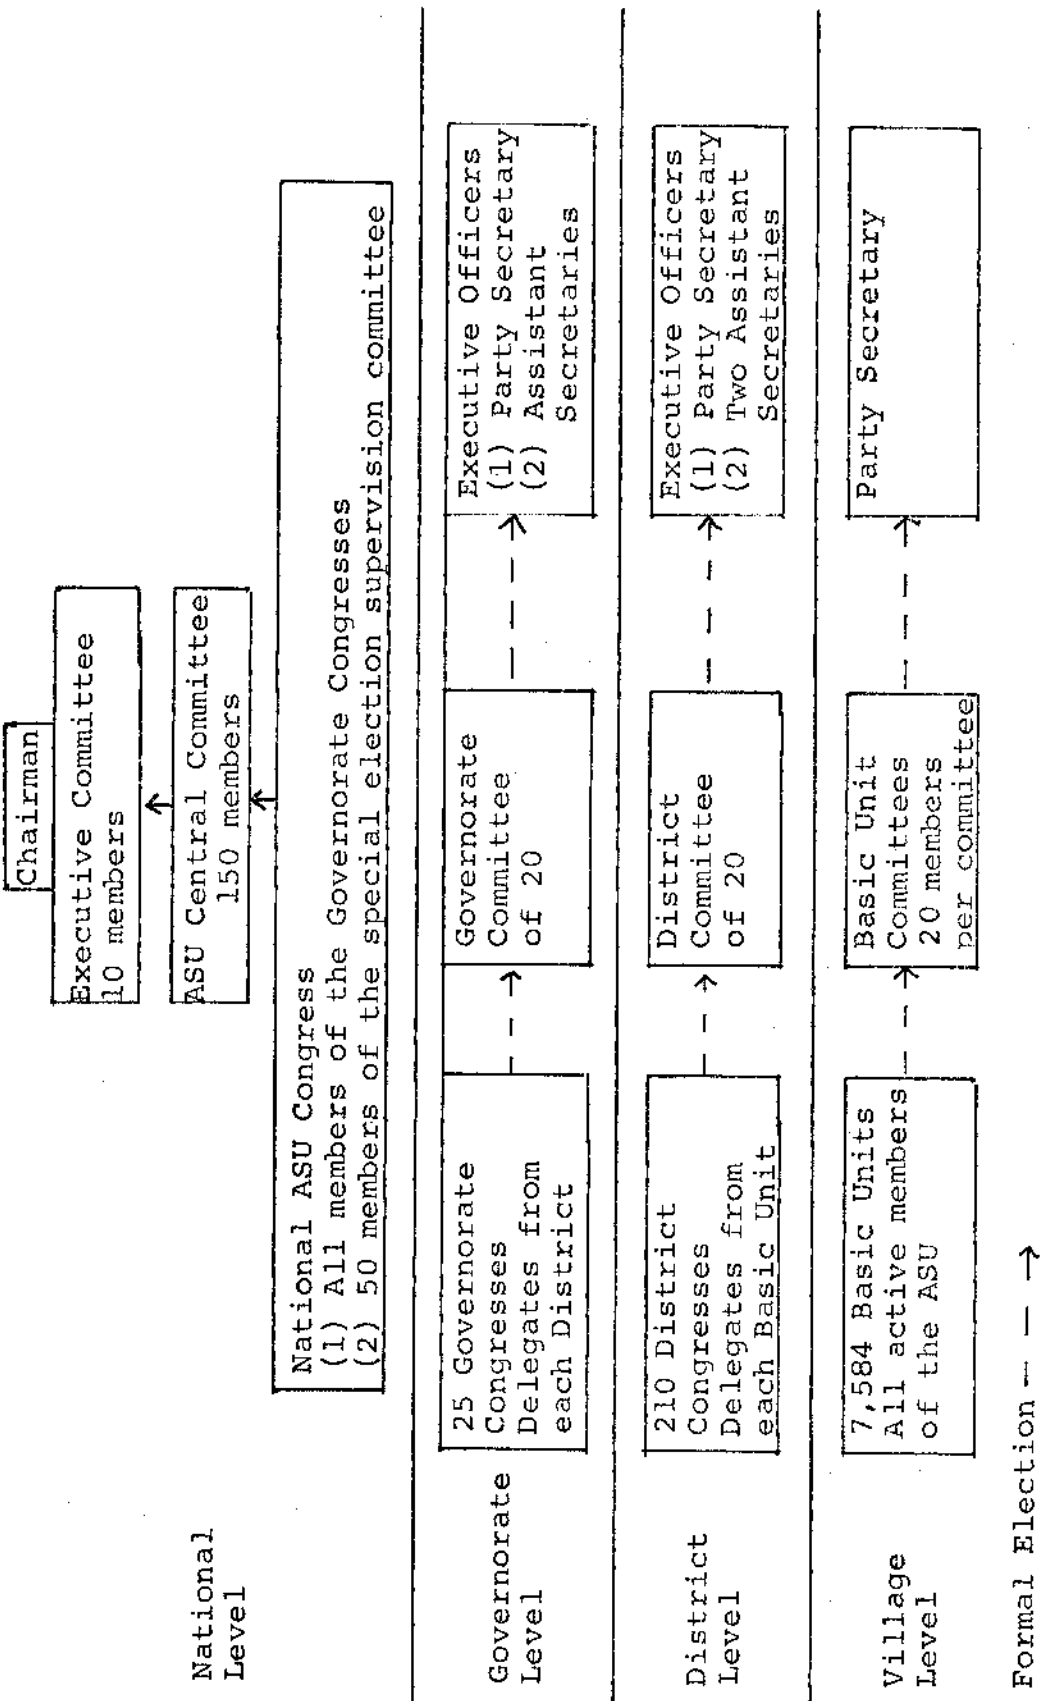 Chairman
Executive Committee
10 members
ASU Central Committee
150 members
National
Level
National ASU Congress
(1) All members of the Governorate Congresses
(2) 50 members of the special election supervision committee
Governorate
Level
25 Governorate
Congresses
Delegates from
each District
Governorate
Committee
of 20
Executive Officers
(1) Party Secretary
(2) Assistant
Secretaries
District
Level
210 District
Congresses
Delegates from
each Basic Unit
District
Committee
of 20
Executive Officers
(1) Party Secretary
(2) Two Assistant
Secretaries
Village
Level
7,584 Basic Units
All active members
of the ASU
Basic Unit
Committees
20 members
per committee
Party Secretary
Formal Election